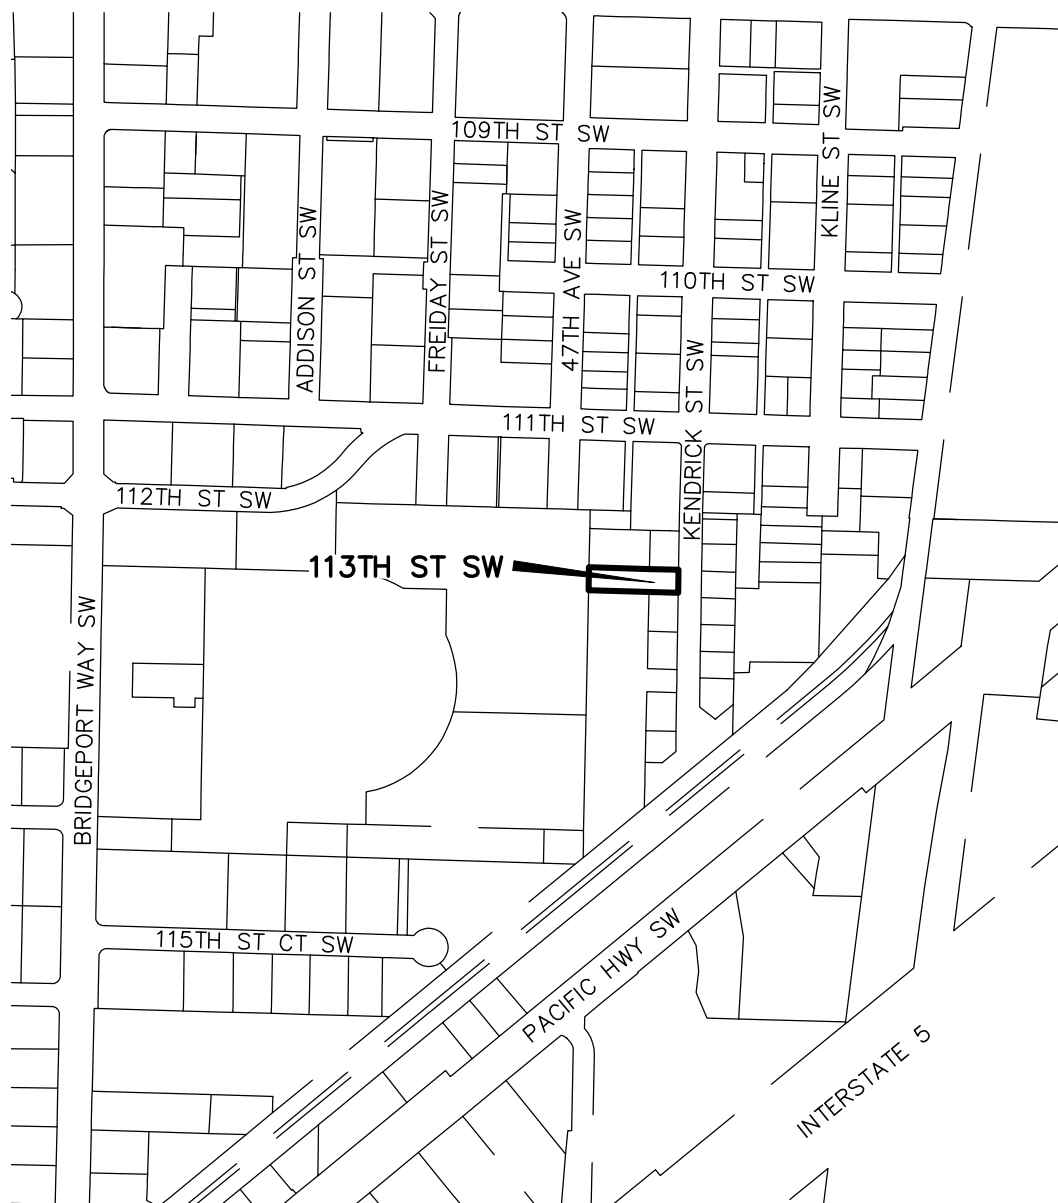 109TH ST SW
KLINE ST SW
ADDISON ST SW
FREIDAY ST SW
47TH AVE SW
110TH ST SW
KENDRICK ST SW
111TH ST SW
112TH ST SW
113TH ST SW
BRIDGEPORT WAY SW
115TH ST CT SW
PACIFIC HWY SW
INTERSTATE 5